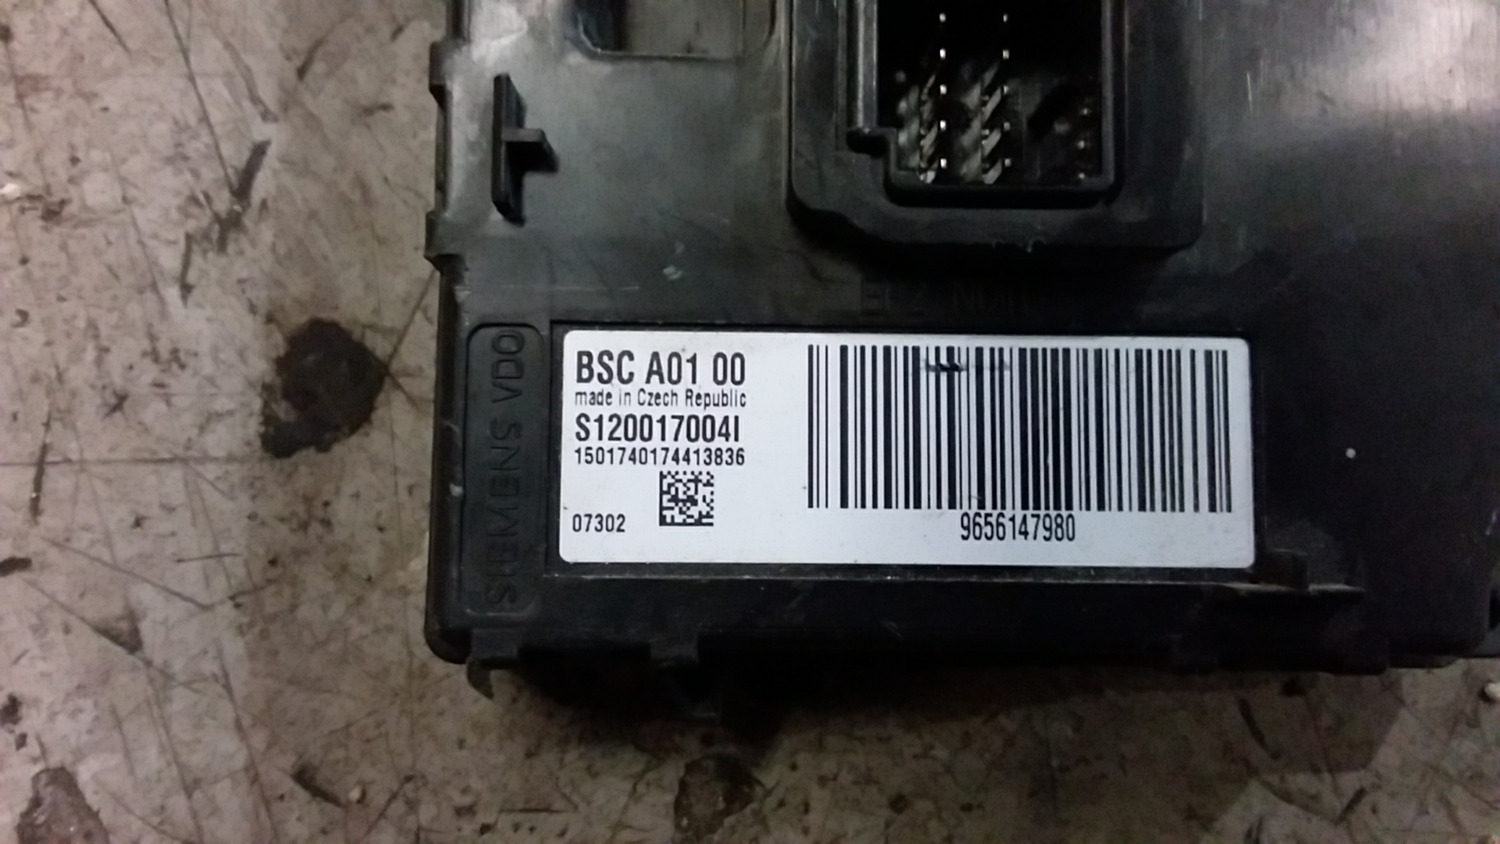 SIEMENS VDO
BSC A01 00
made in Czech Republic
S120017004I
1501740174413836
07302
9656147980